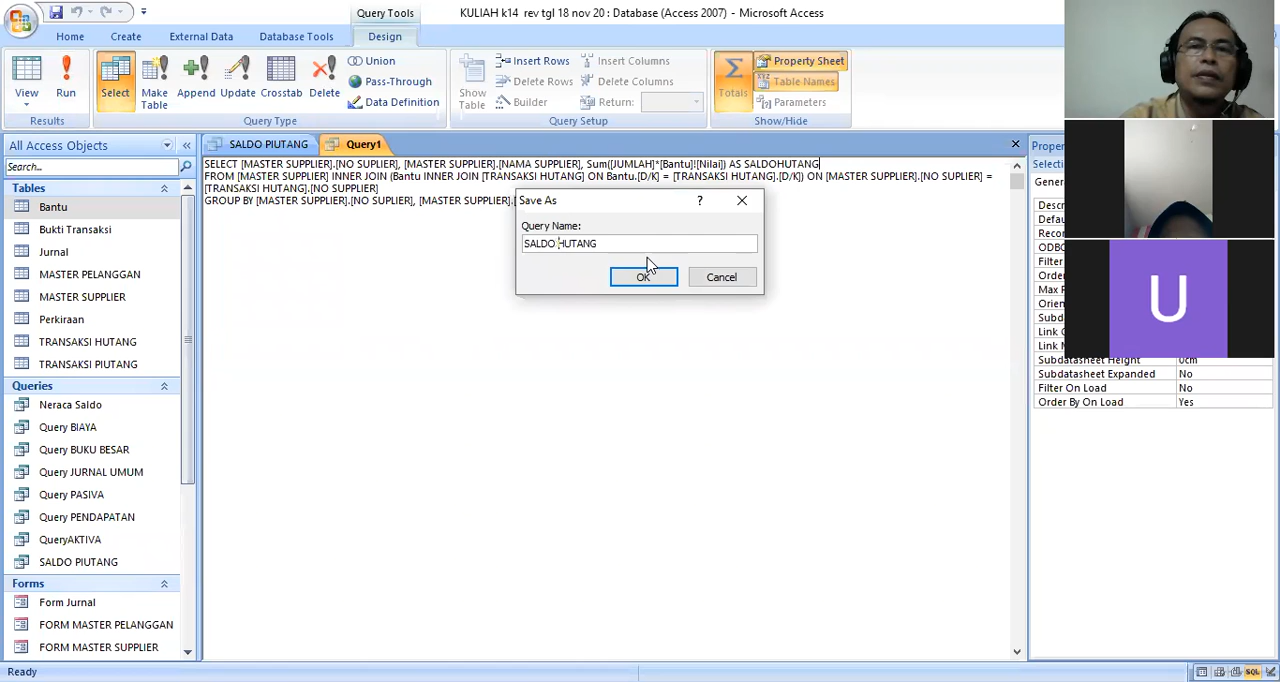 Query Tools
KULIAH k14 rev tgl 18 nov 20 : Database (Access 2007) - Microsoft Access
Home
Create
External Data
Database Tools
Design
View
Run
Select
Make Table
Append
Update
Crosstab
Delete
Union
Pass-Through
Data Definition
Show Table
Insert Rows
Delete Rows
Builder
Insert Columns
Delete Columns
Return:
Totals
Property Sheet
Table Names
Parameters
Results
Query Type
Query Setup
Show/Hide
All Access Objects
Search...
Tables
Bantu
Bukti Transaksi
Jurnal
MASTER PELANGGAN
MASTER SUPPLIER
Perkiraan
TRANSAKSI HUTANG
TRANSAKSI PIUTANG
Queries
Neraca Saldo
Query BIAYA
Query BUKU BESAR
Query JURNAL UMUM
Query PASIVA
Query PENDAPATAN
QueryAKTIVA
SALDO PIUTANG
Forms
Form Jurnal
FORM MASTER PELANGGAN
FORM MASTER SUPPLIER
SALDO PIUTANG
Query1
SELECT [MASTER SUPPLIER].[NO SUPLIER], [MASTER SUPPLIER].[NAMA SUPPLIER], Sum([JUMLAH]*[Bantu]![Nilai]) AS SALDOHUTANG
FROM [MASTER SUPPLIER] INNER JOIN (Bantu INNER JOIN [TRANSAKSI HUTANG] ON Bantu.[D/K] = [TRANSAKSI HUTANG].[D/K]) ON [MASTER SUPPLIER].[NO SUPLIER] =
[TRANSAKSI HUTANG].[NO SUPPLIER]
GROUP BY [MASTER SUPPLIER].[NO SUPLIER], [MASTER SUPPLIER].
Save As
Query Name:
SALDO HUTANG
OK
Cancel
U
Subdatasheet Height 0cm
Subdatasheet Expanded No
Filter On Load No
Order By On Load Yes
Ready
SQL